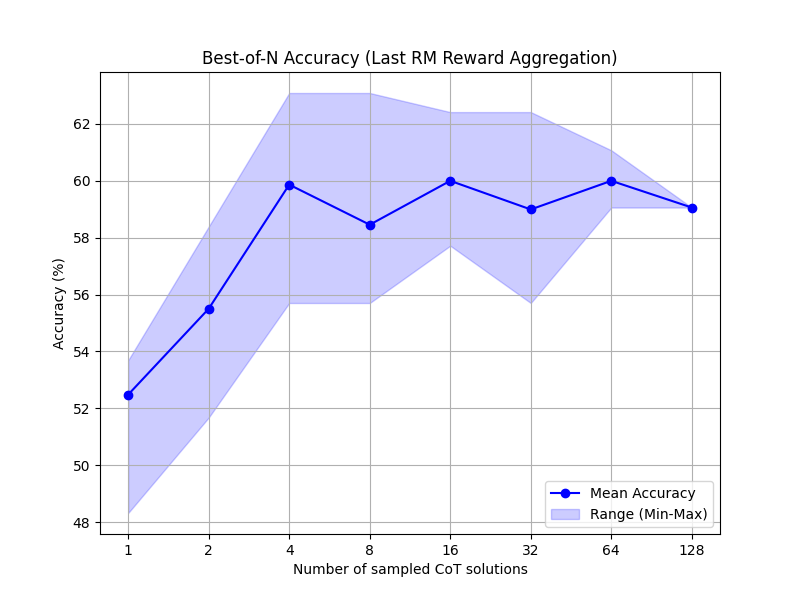 Best-of-N Accuracy (Last RM Reward Aggregation)
Accuracy (%)
62
60
58
56
54
52
50
48
Mean Accuracy
Range (Min-Max)
1 2 4 8 16 32 64 128
Number of sampled CoT solutions